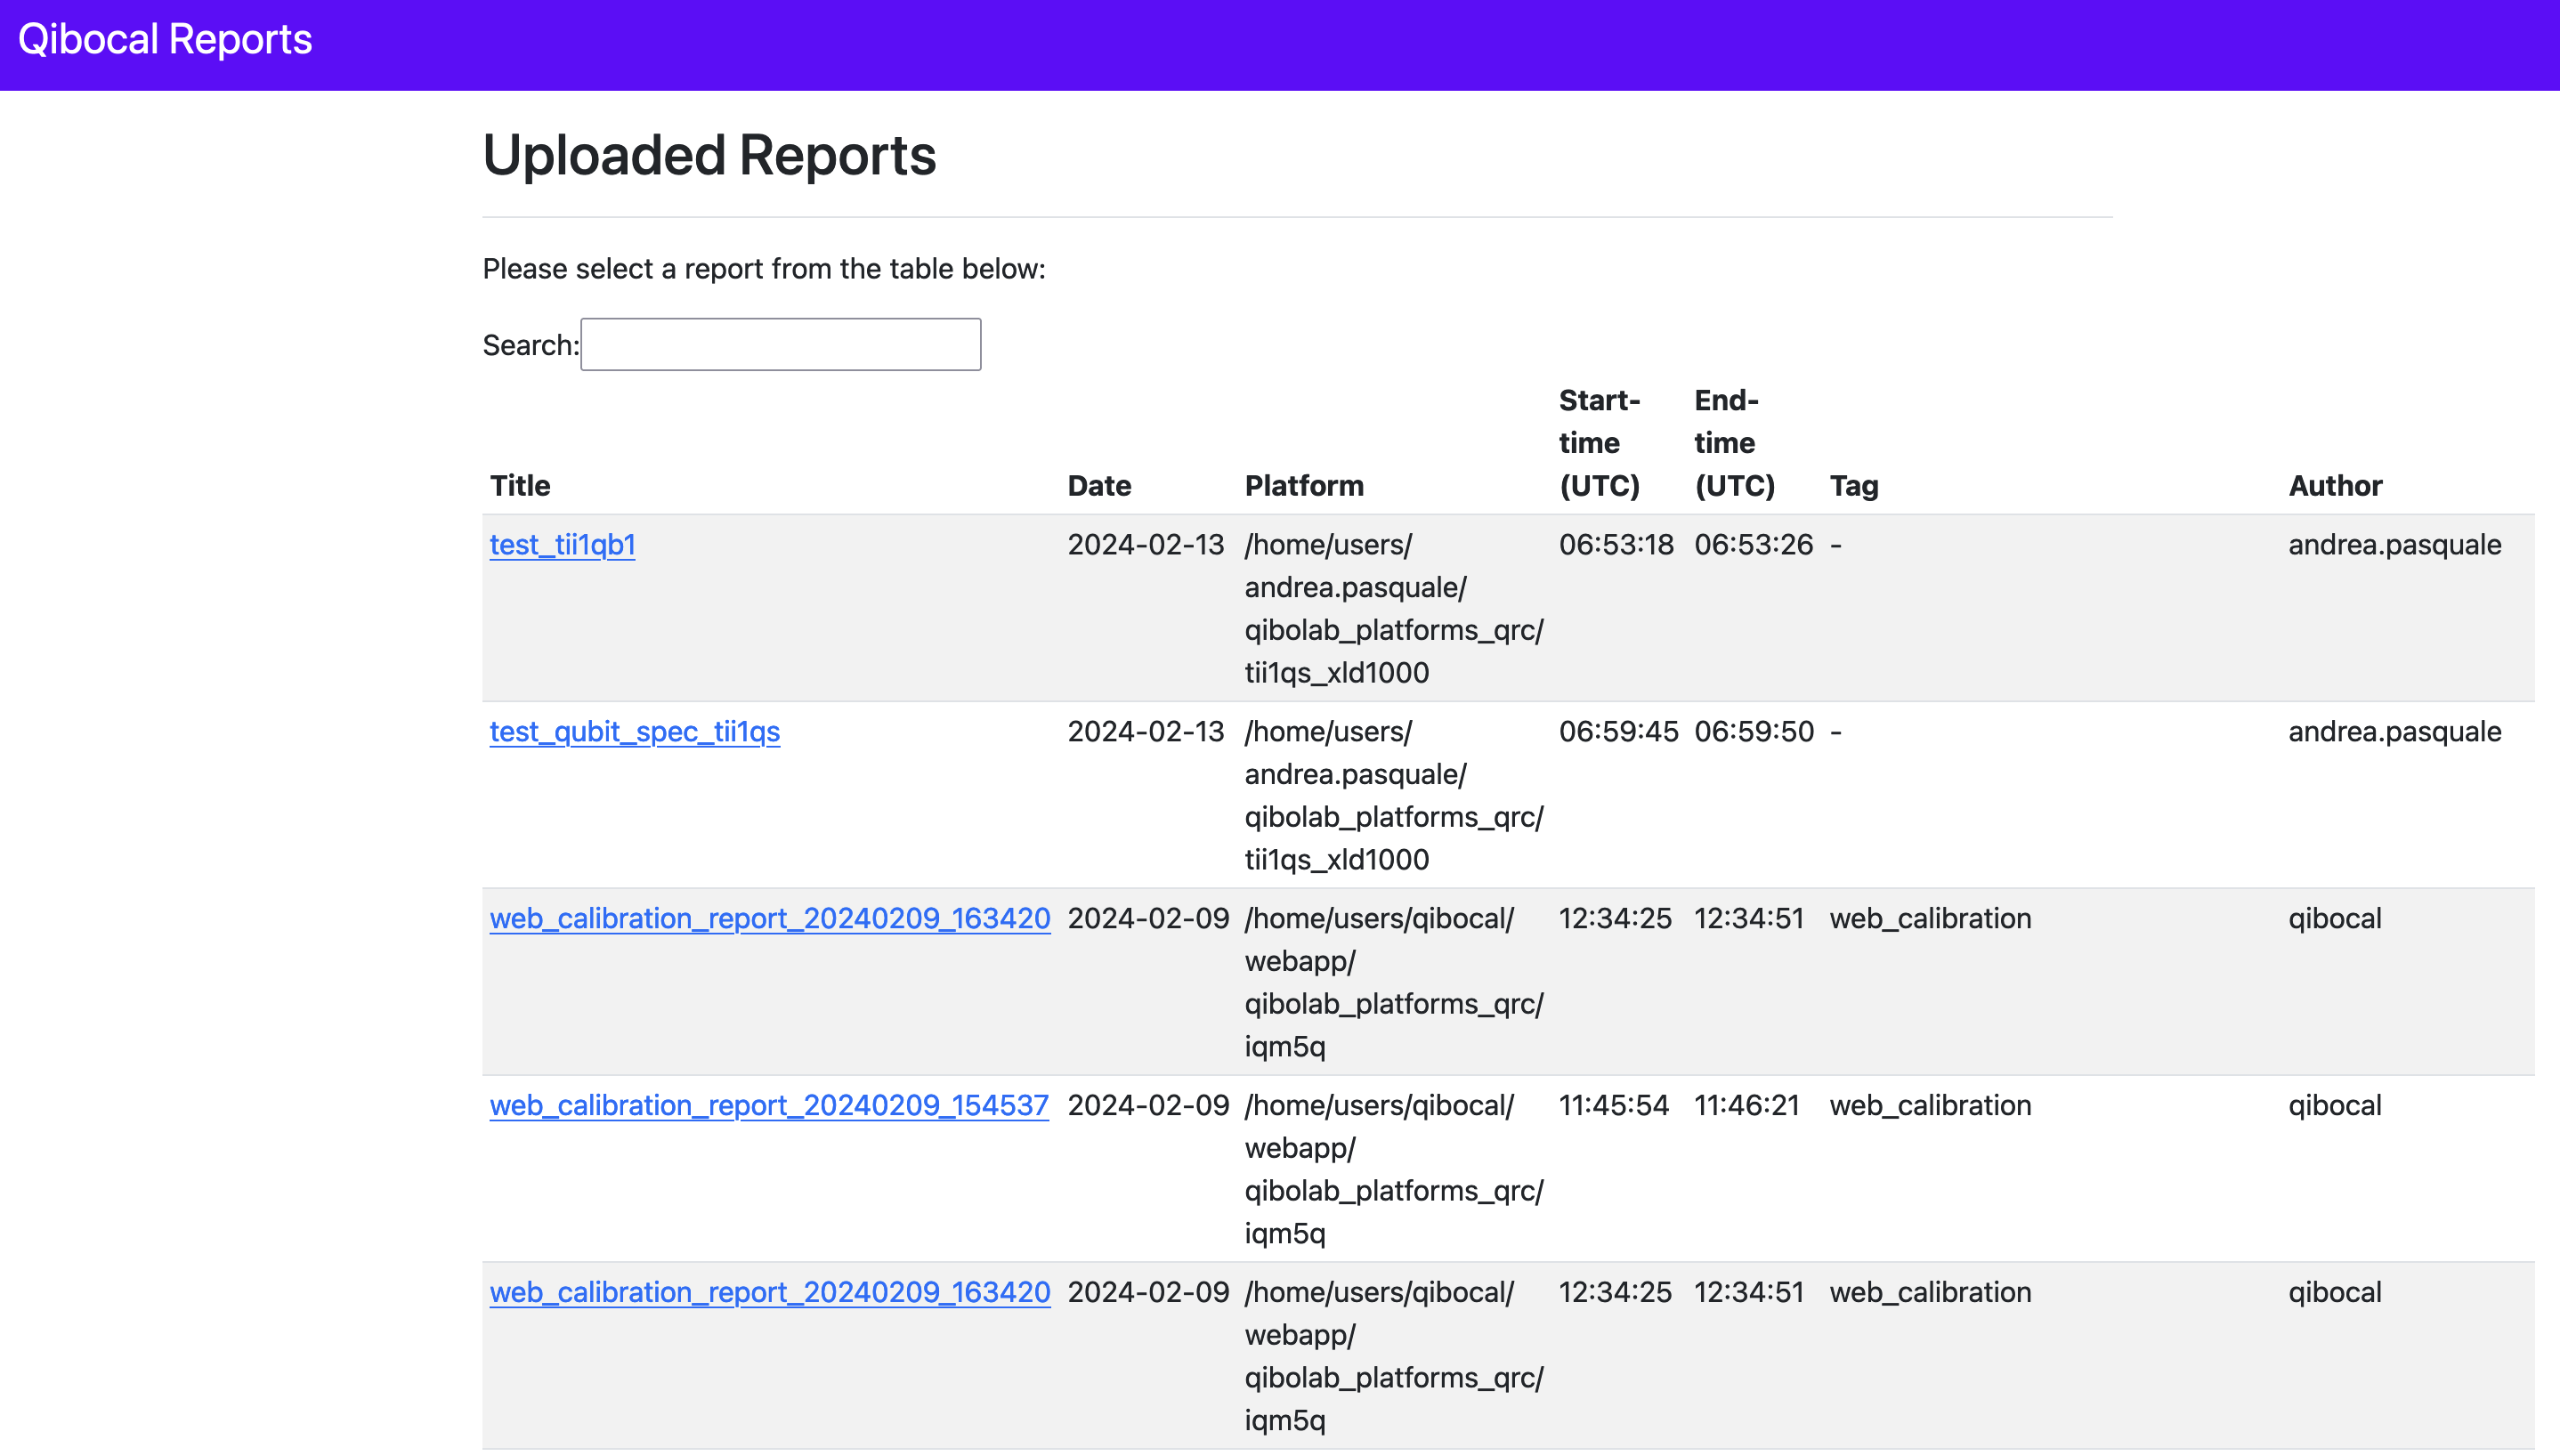 Qibocal Reports
Uploaded Reports
Please select a report from the table below:
Search:
Title Date Platform Start-time (UTC) End-time (UTC) Tag Author
test_tii1qb1 2024-02-13 /home/users/ 06:53:18 06:53:26 - andrea.pasquale
andrea.pasquale/
qibolab_platforms_qrc/
tii1qs_xld1000
test_qubit_spec_tii1qs 2024-02-13 /home/users/ 06:59:45 06:59:50 - andrea.pasquale
andrea.pasquale/
qibolab_platforms_qrc/
tii1qs_xld1000
web_calibration_report_20240209_163420 2024-02-09 /home/users/qibocal/ 12:34:25 12:34:51 web_calibration qibocal
webapp/
qibolab_platforms_qrc/
iqm5q
web_calibration_report_20240209_154537 2024-02-09 /home/users/qibocal/ 11:45:54 11:46:21 web_calibration qibocal
webapp/
qibolab_platforms_qrc/
iqm5q
web_calibration_report_20240209_163420 2024-02-09 /home/users/qibocal/ 12:34:25 12:34:51 web_calibration qibocal
webapp/
qibolab_platforms_qrc/
iqm5q